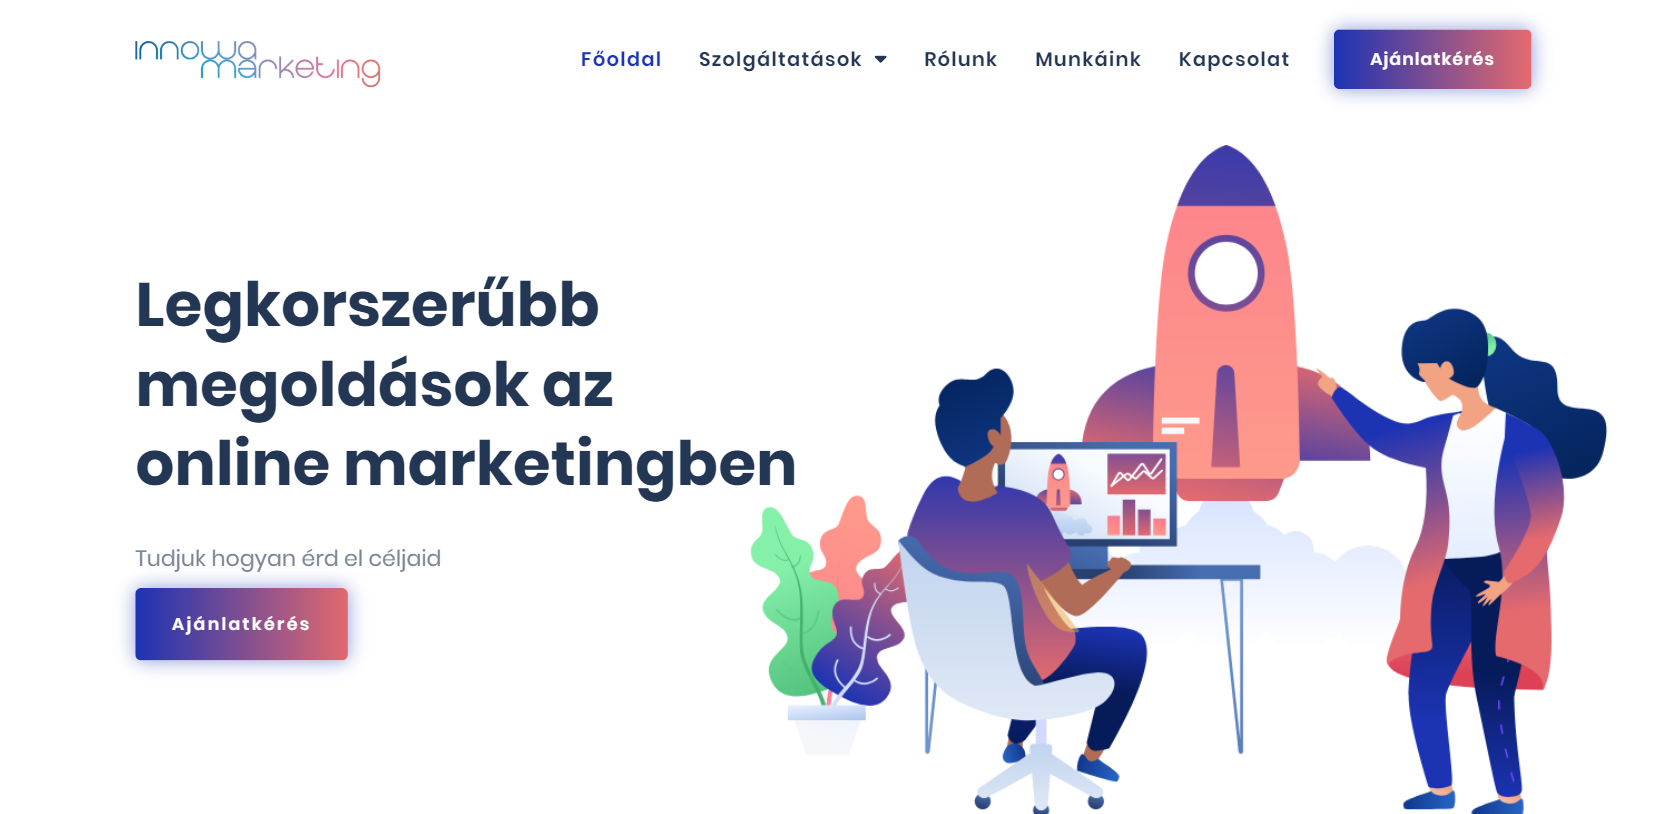 innowa
marketing
Főoldal Szolgáltatások Rólunk Munkáink Kapcsolat Ajánlatkérés
Legkorszerűbb
megoldások az
online marketingben
Tudjuk hogyan érd el céljaid
Ajánlatkérés